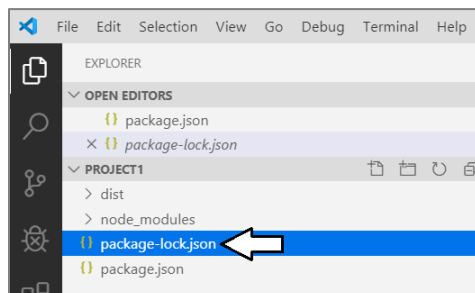 File Edit Selection View Go Debug Terminal Help
EXPLORER
OPEN EDITORS
{} package.json
{} package-lock.json
PROJECT1
dist
node_modules
{} package-lock.json
{} package.json